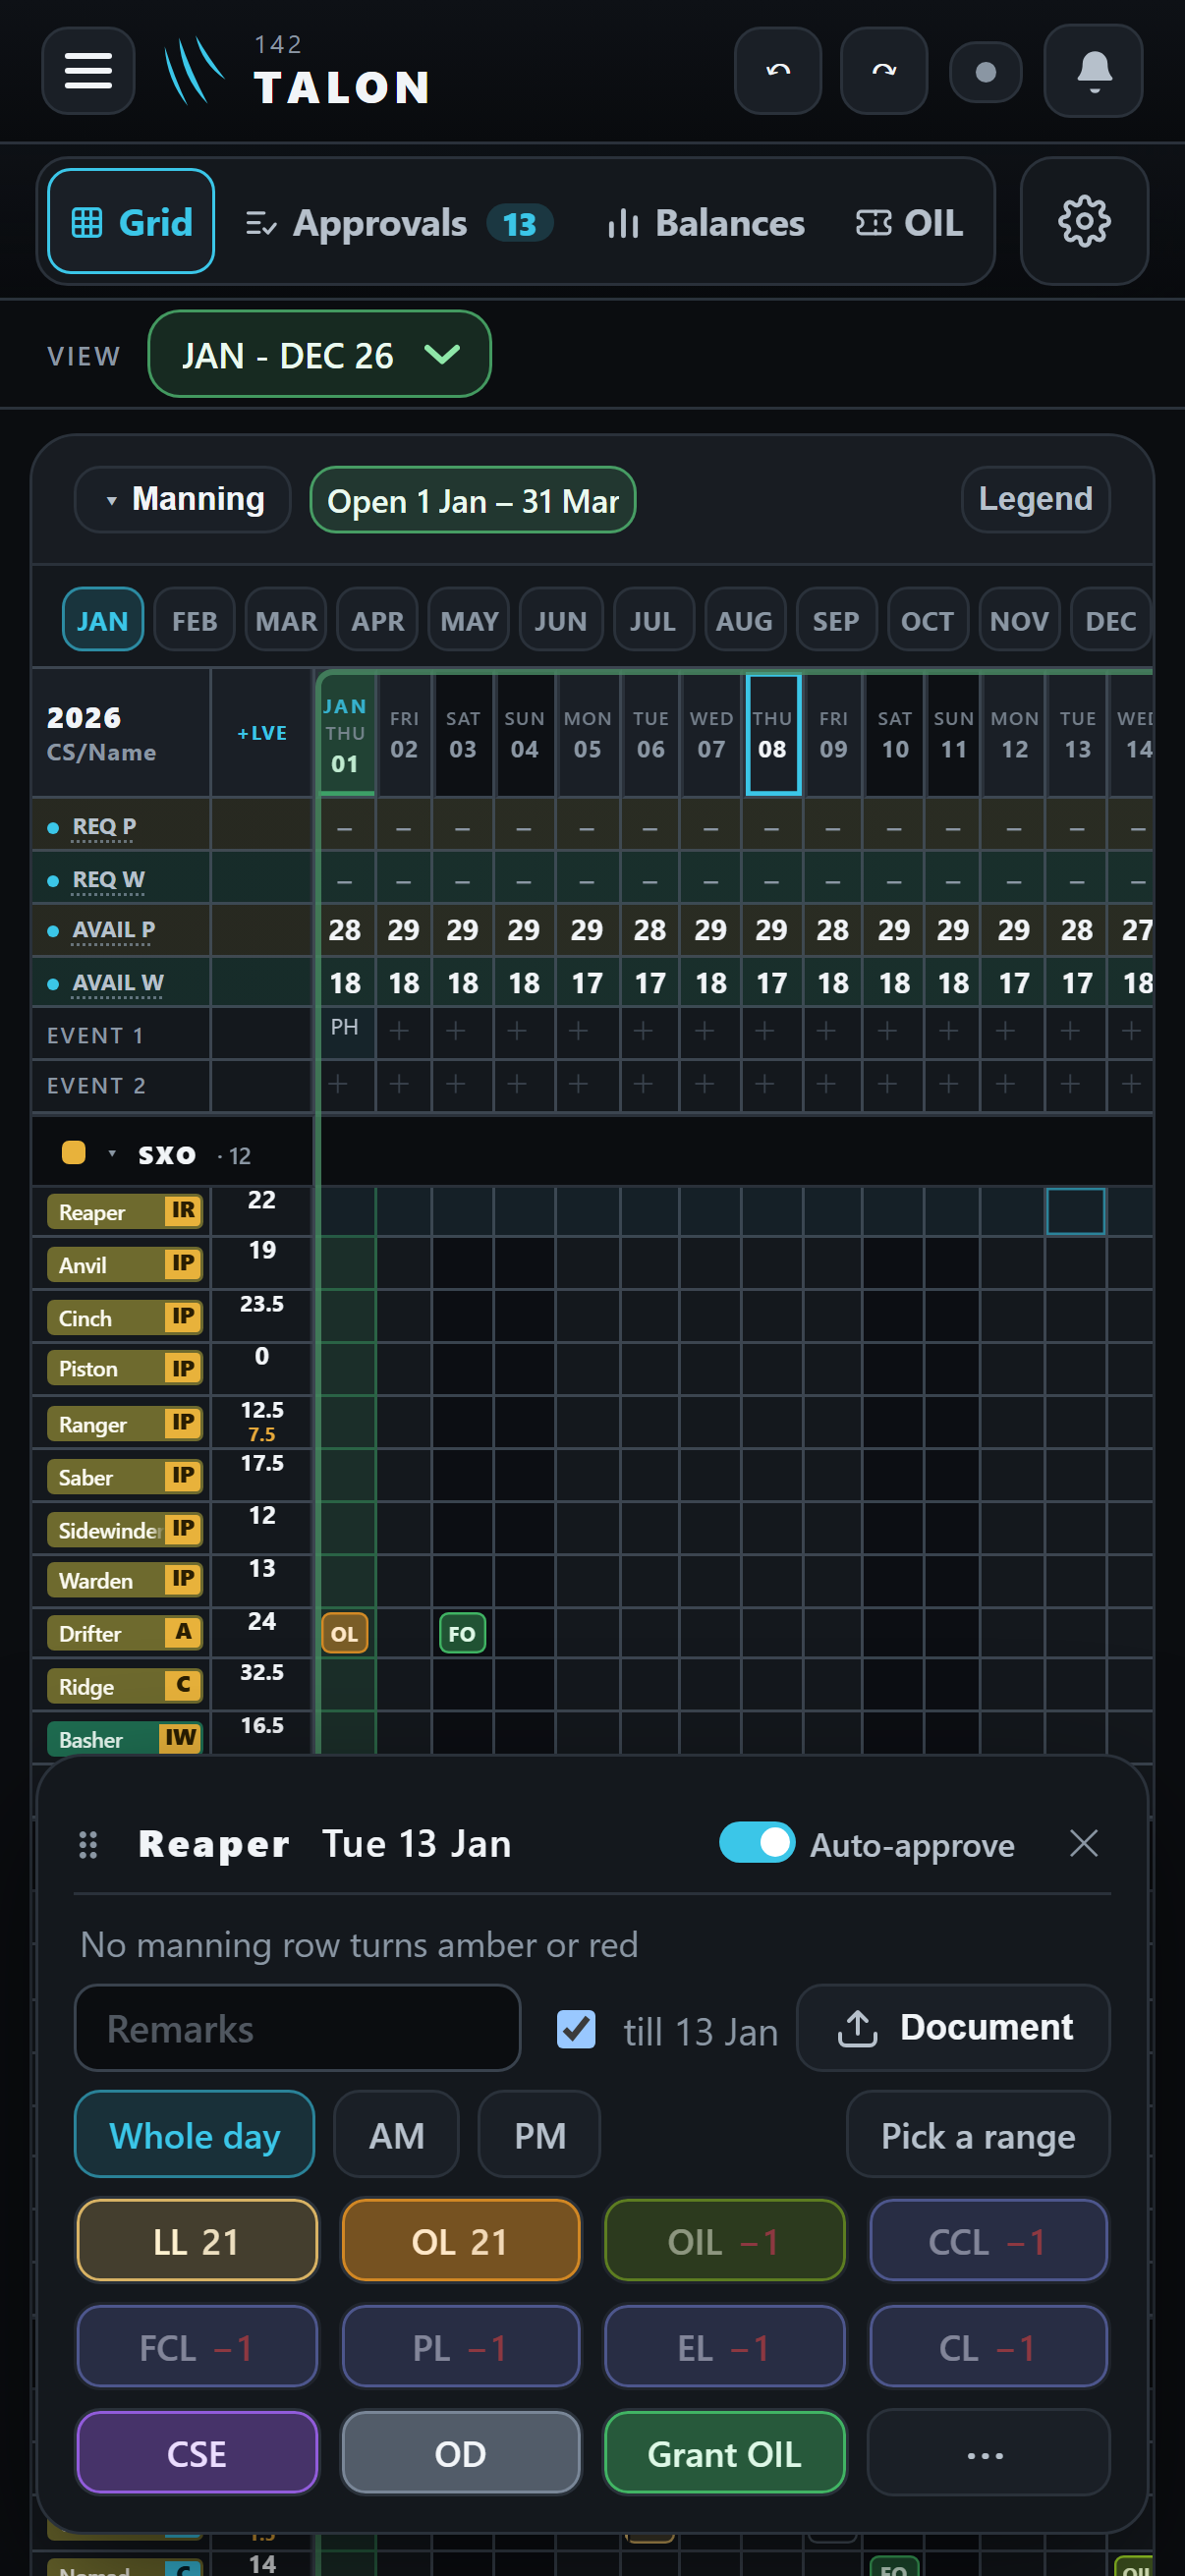 142
TALON
Grid
Approvals 13
Balances
OIL
VIEW JAN - DEC 26
Manning
Open 1 Jan – 31 Mar
Legend
JAN FEB MAR APR MAY JUN JUL AUG SEP OCT NOV DEC
2026
CS/Name
+LVE
JAN THU 01
FRI 02
SAT 03
SUN 04
MON 05
TUE 06
WED 07
THU 08
FRI 09
SAT 10
SUN 11
MON 12
TUE 13
WED 14
REQ P – – – – – – – – – – – – – –
REQ W – – – – – – – – – – – – – –
AVAIL P 28 29 29 29 29 28 29 29 28 29 29 29 28 27
AVAIL W 18 18 18 18 17 17 18 17 18 18 18 17 17 18
EVENT 1 PH + + + + + + + + + + + + +
EVENT 2 + + + + + + + + + + + + + +
SXO · 12
Reaper IR 22
Anvil IP 19
Cinch IP 23.5
Piston IP 0
Ranger IP 12.5
7.5
Saber IP 17.5
Sidewinder IP 12
Warden IP 13
Drifter A 24 OL FO
Ridge C 32.5
Basher IW 16.5
Reaper Tue 13 Jan
Auto-approve
No manning row turns amber or red
Remarks
till 13 Jan
Document
Whole day AM PM Pick a range
LL 21 OL 21 OIL –1 CCL –1
FCL –1 PL –1 EL –1 CL –1
CSE OD Grant OIL ...
14